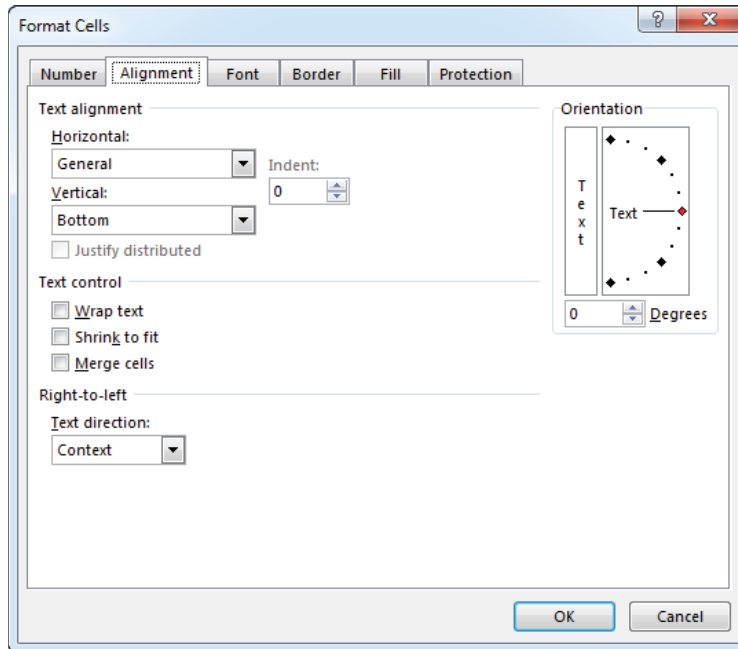 Format Cells
?
Number Alignment Font Border Fill Protection
Text alignment
Horizontal:
General
Indent:
0
Vertical:
Bottom
Justify distributed
Text control
Wrap text
Shrink to fit
Merge cells
Right-to-left
Text direction:
Context
Orientation
T
e
x
t
Text
0 Degrees
OK Cancel